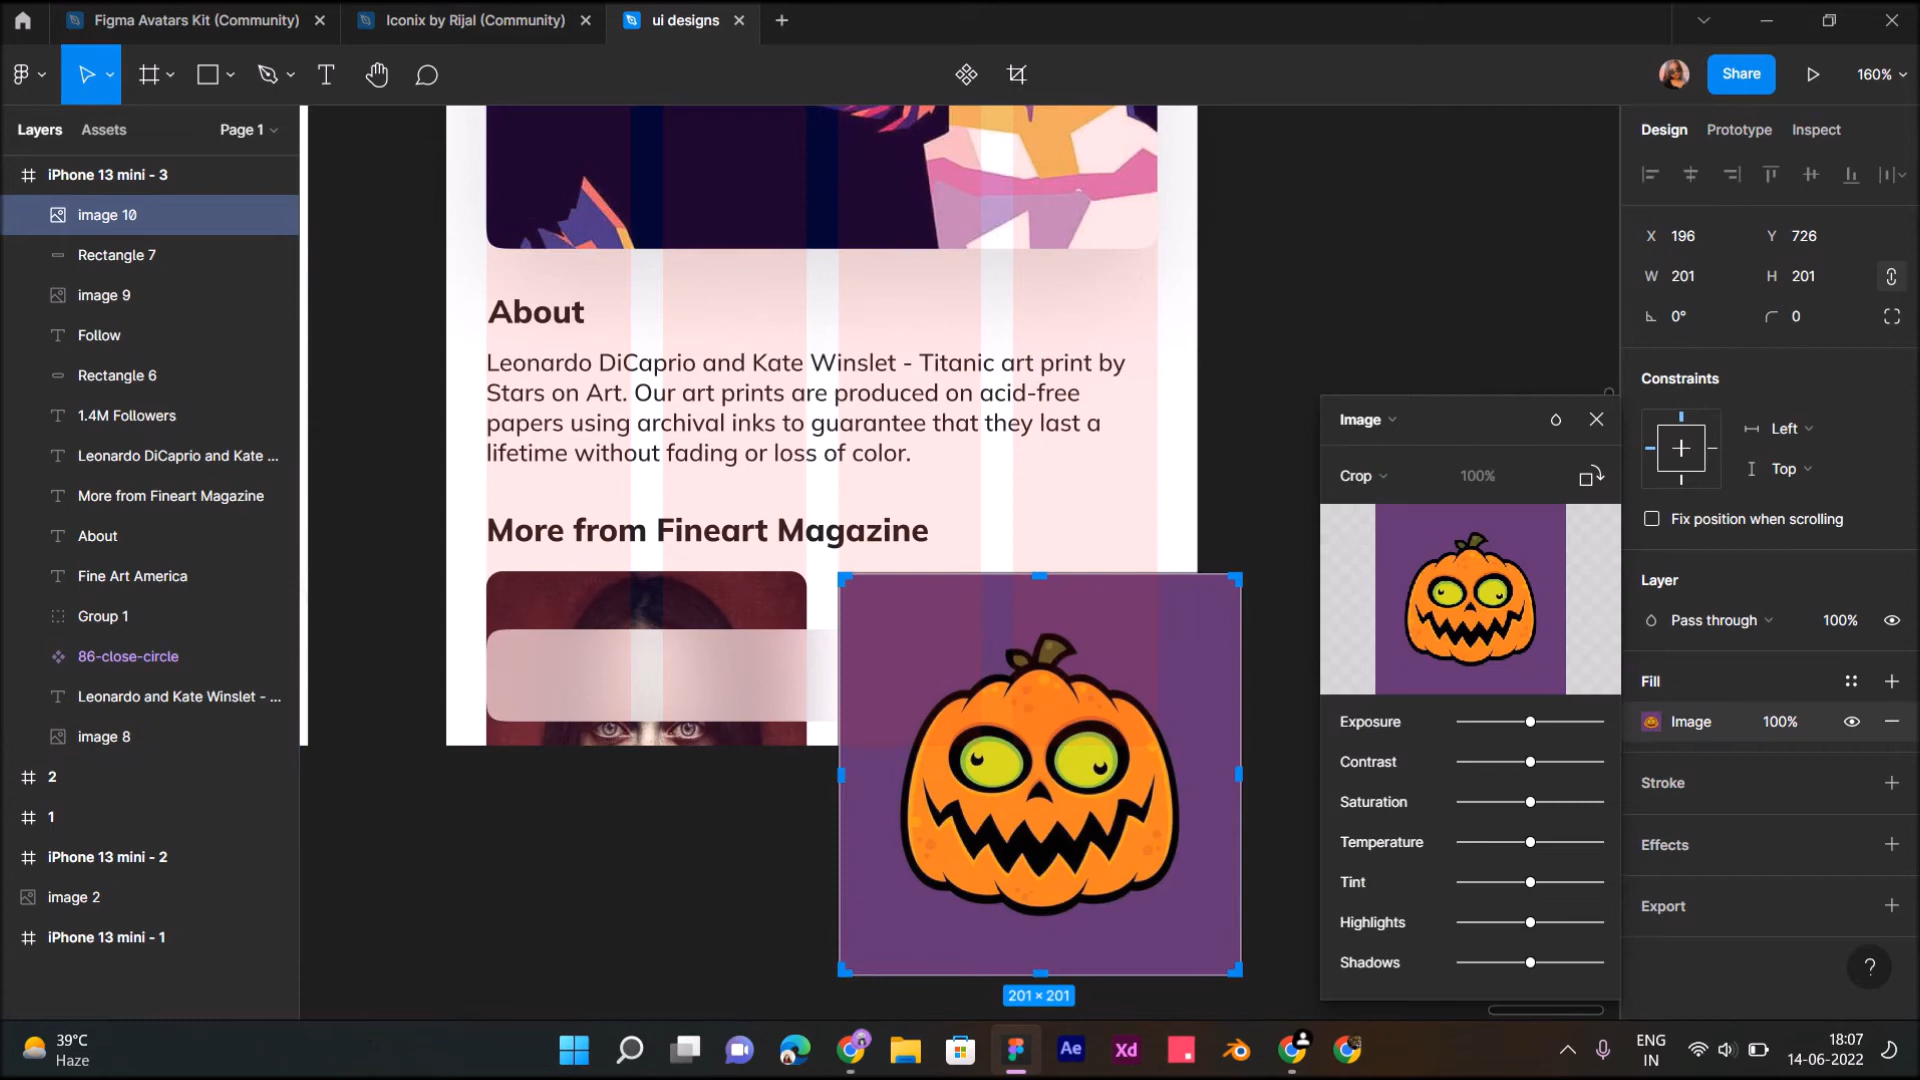 Figma Avatars Kit (Community)
Iconix by Rijal (Community)
ui designs
Share
160%
Layers
Assets
Page 1
Design
Prototype
Inspect
iPhone 13 mini - 3
image 10
Rectangle 7
image 9
Follow
Rectangle 6
1.4M Followers
Leonardo DiCaprio and Kate ...
More from Fineart Magazine
About
Fine Art America
Group 1
86-close-circle
Leonardo and Kate Winslet - ...
image 8
2
1
iPhone 13 mini - 2
image 2
iPhone 13 mini - 1
About
Leonardo DiCaprio and Kate Winslet - Titanic art print by
Stars on Art. Our art prints are produced on acid-free
papers using archival inks to guarantee that they last a
lifetime without fading or loss of color.
More from Fineart Magazine
201 × 201
Image
Crop
100%
Exposure
Contrast
Saturation
Temperature
Tint
Highlights
Shadows
X 196
Y 726
W 201
H 201
0°
0
Constraints
Left
Top
Fix position when scrolling
Layer
Pass through
100%
Fill
Image
100%
Stroke
Effects
Export
?
39°C
Haze
Ae
Xd
ENG
IN
18:07
14-06-2022